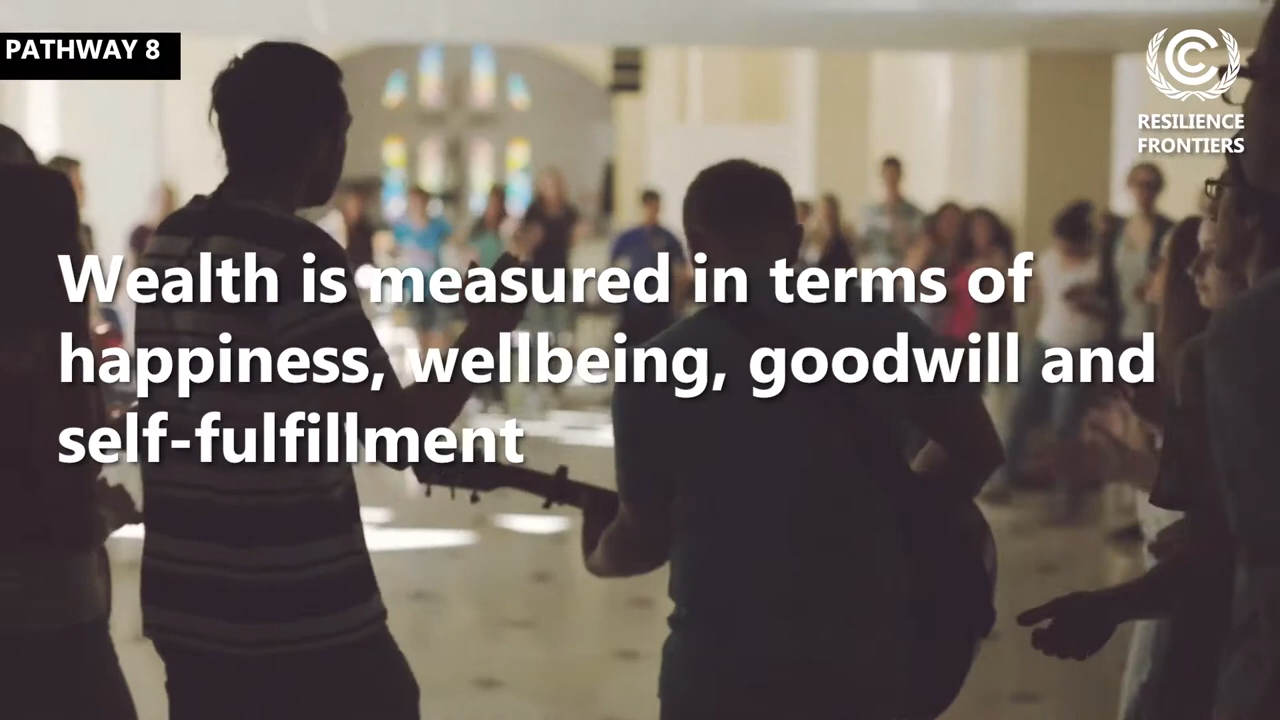 PATHWAY 8
RESILIENCE
FRONTIERS
Wealth is measured in terms of
happiness, wellbeing, goodwill and
self-fulfillment